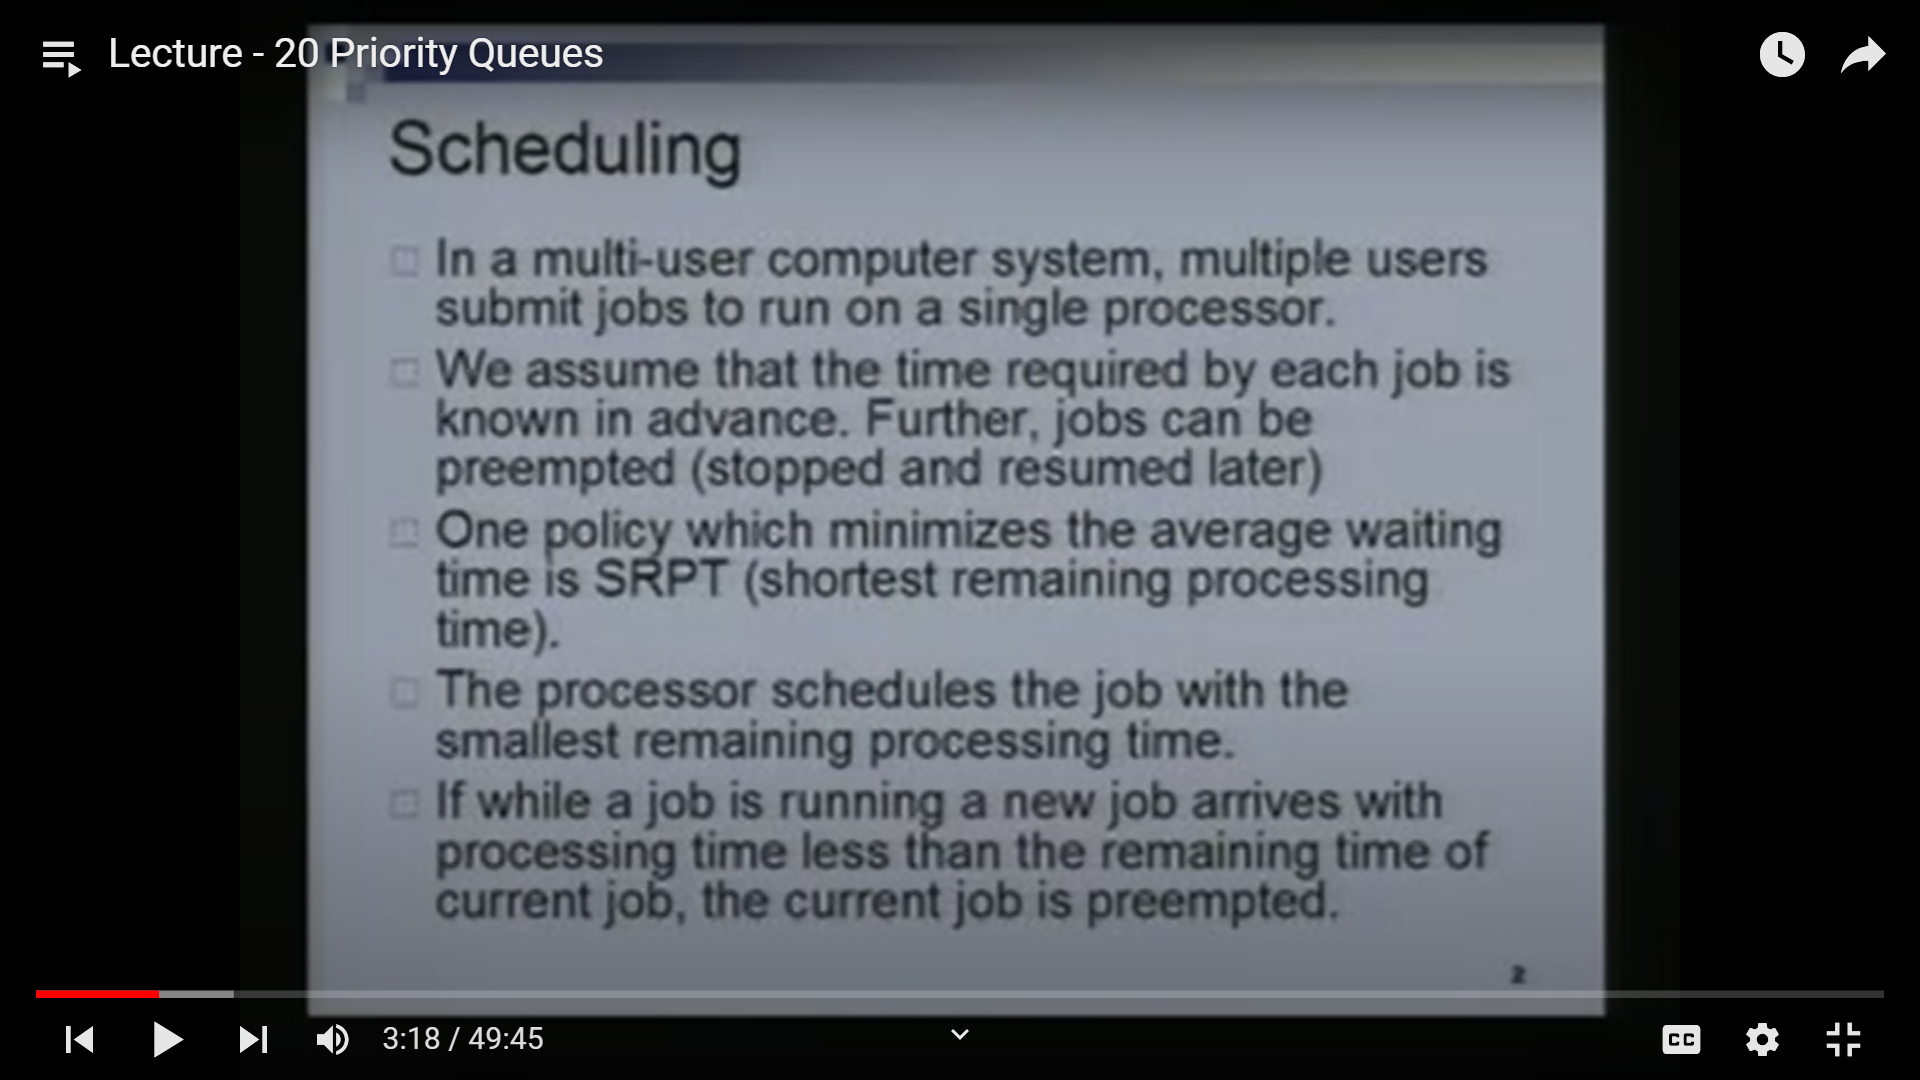 Lecture - 20 Priority Queues
Scheduling
In a multi-user computer system, multiple users
submit jobs to run on a single processor.
We assume that the time required by each job is
known in advance. Further, jobs can be
preempted (stopped and resumed later)
One policy which minimizes the average waiting
time is SRPT (shortest remaining processing
time).
The processor schedules the job with the
smallest remaining processing time.
If while a job is running a new job arrives with
processing time less than the remaining time of
current job, the current job is preempted.
2
3:18 / 49:45
CC